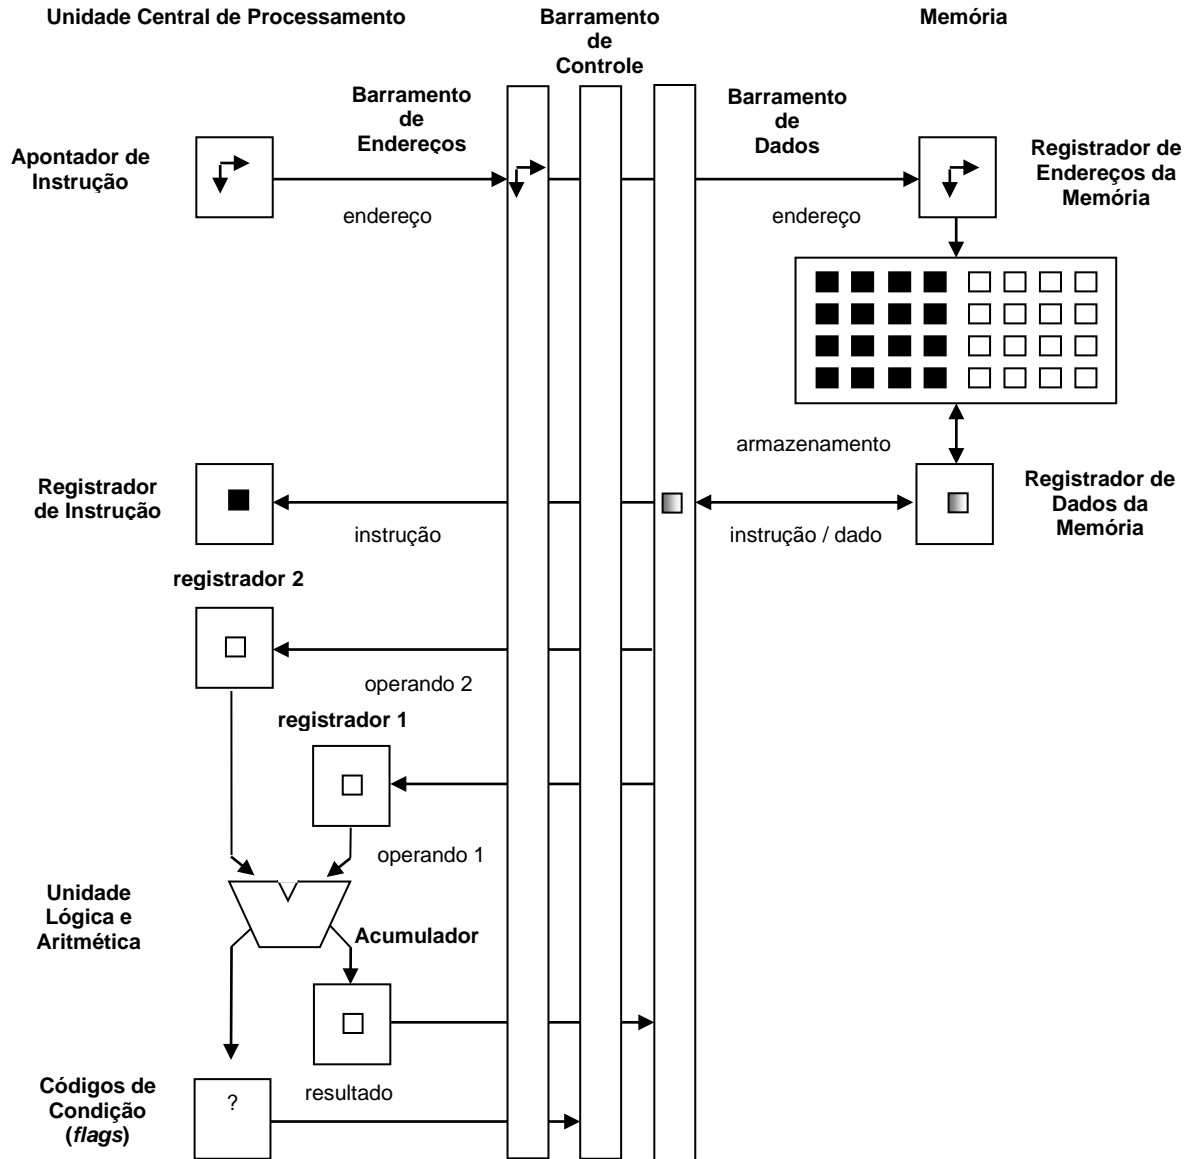 Unidade Central de Processamento
Barramento
de
Controle
Memória
Barramento
de
Endereços
Barramento
de
Dados
Apontador de
Instrução
Registrador de
Endereços da
Memória
endereço
endereço
armazenamento
Registrador
de Instrução
Registrador de
Dados da
Memória
instrução
instrução / dado
registrador 2
operando 2
registrador 1
operando 1
Unidade
Lógica e
Aritmética
Acumulador
Códigos de
Condição
(flags)
?
resultado